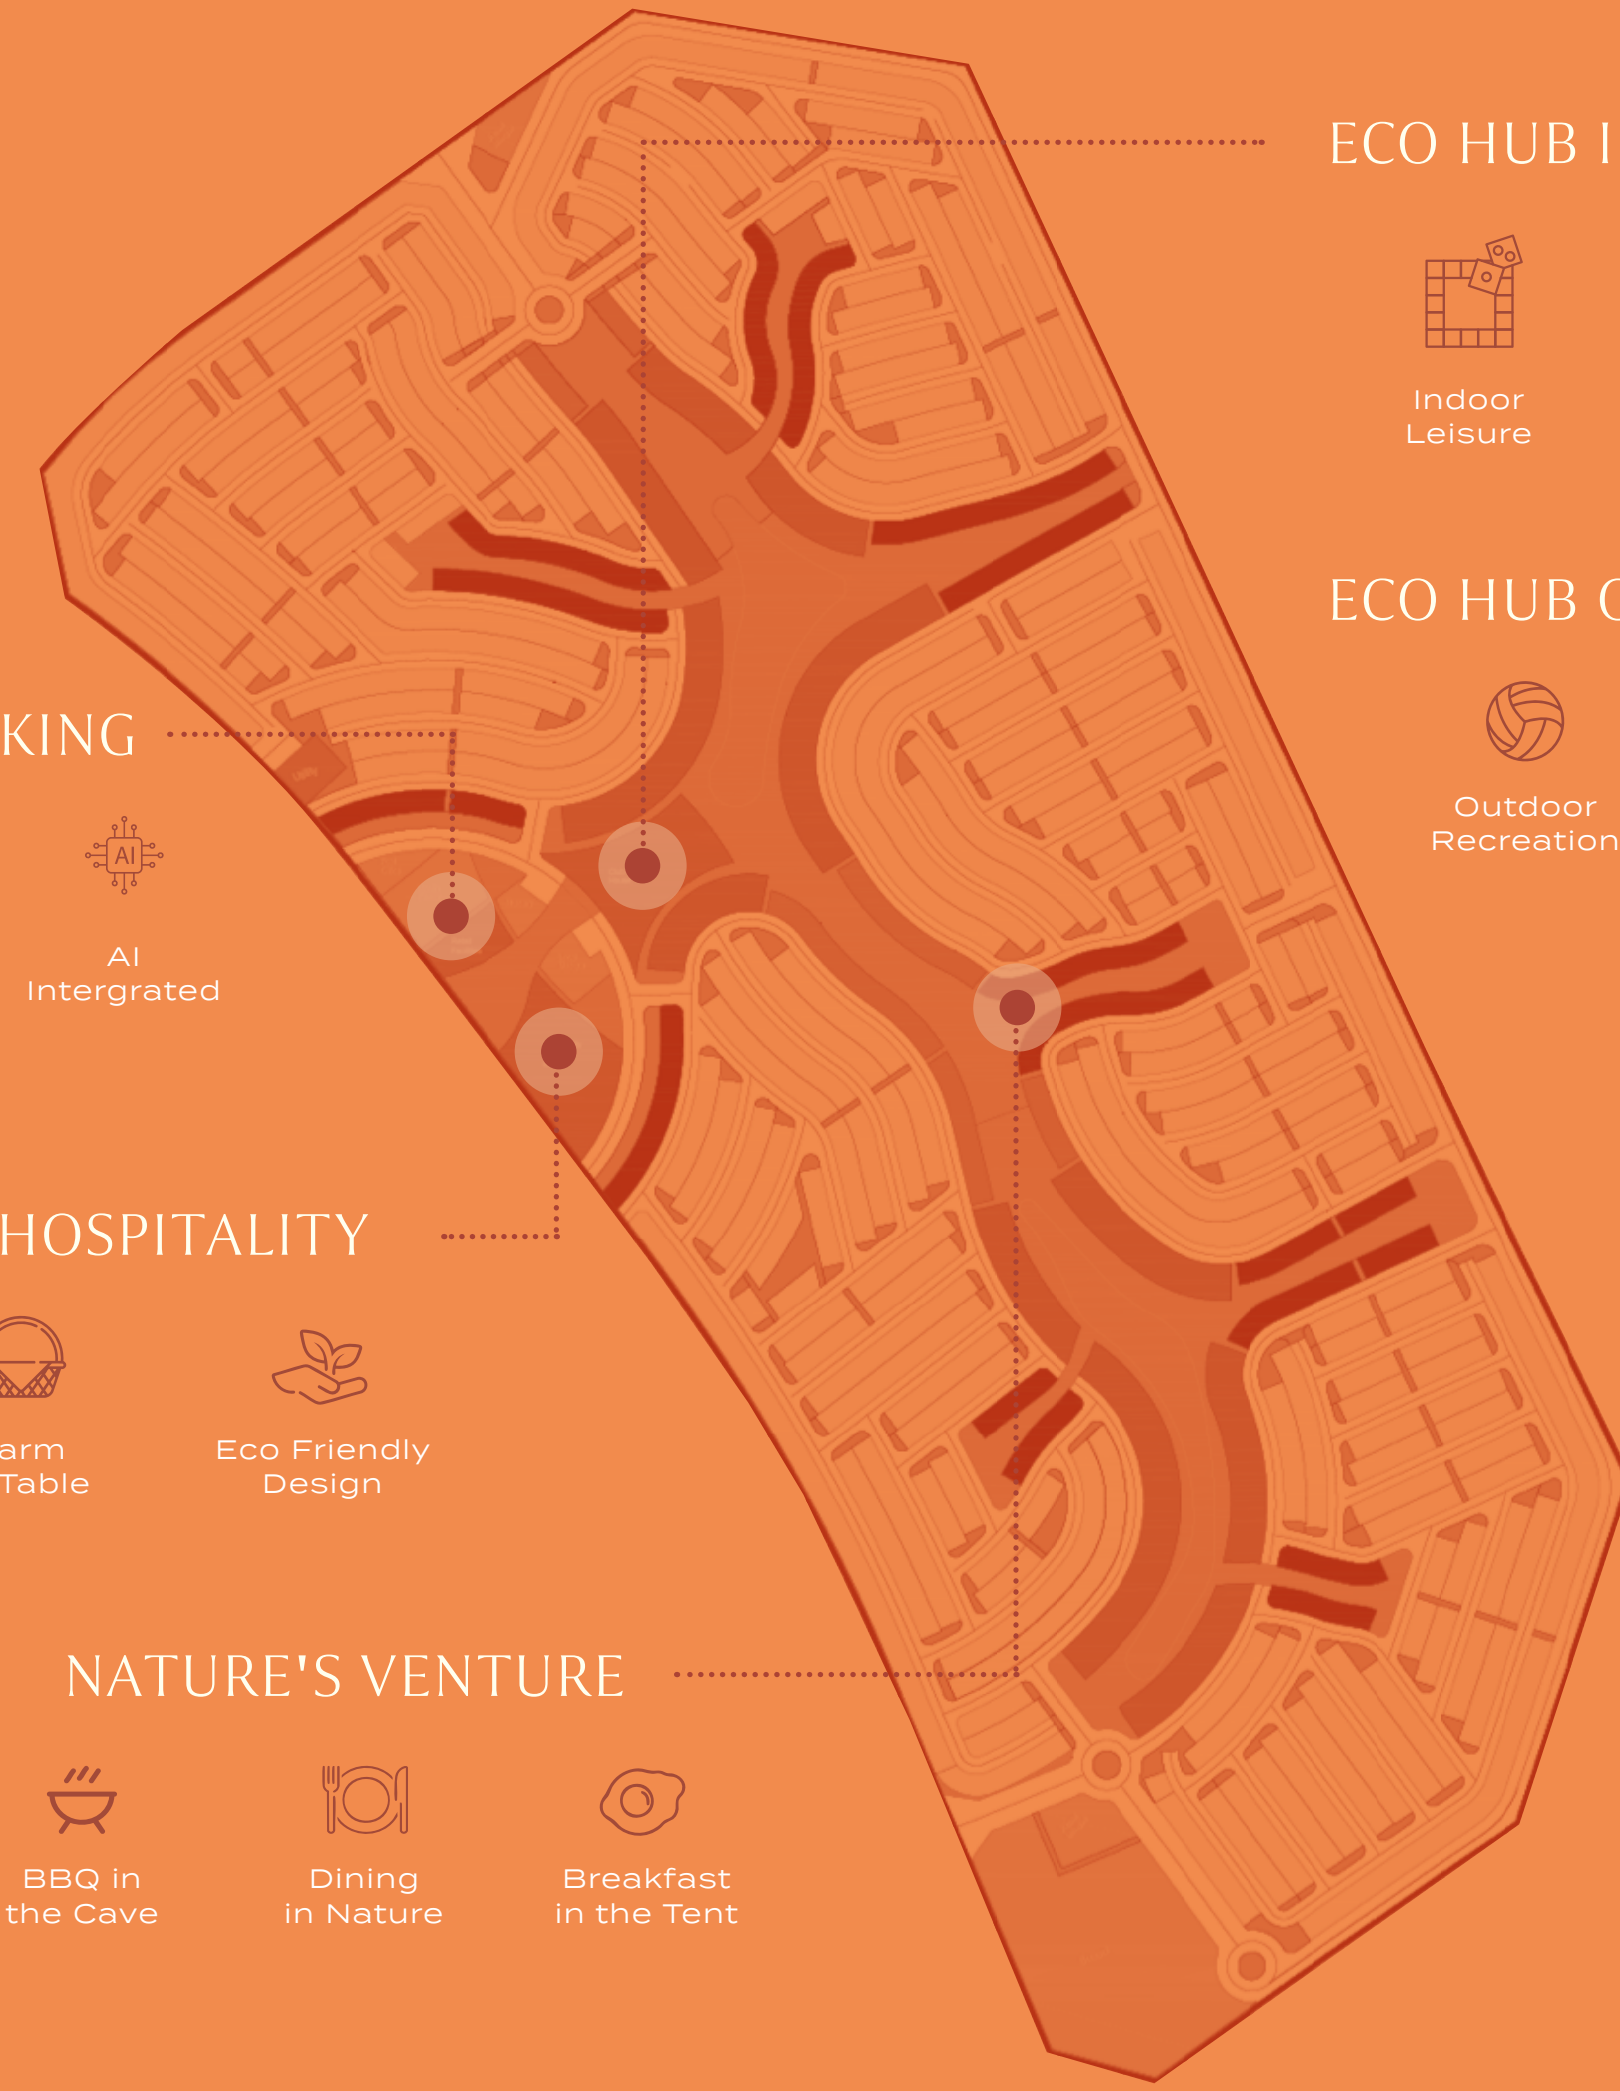 ECO HUB I
Indoor
Leisure
ECO HUB
Outdoor
Recreation
KING
AI
AI
Intergrated
HOSPITALITY
arm
Table
Eco Friendly
Design
NATURE'S VENTURE
BBQ in
the Cave
Dining
in Nature
Breakfast
in the Tent